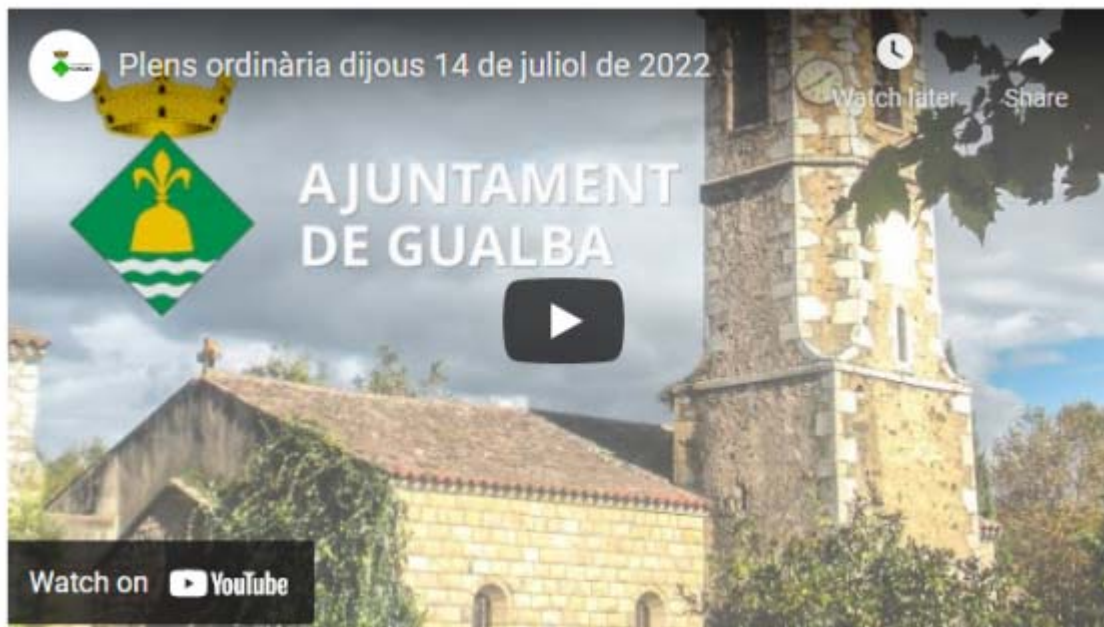 Plens ordinària dijous 14 de juliol de 2022
Watch later
Share
AJUNTAMENT
DE GUALBA
Watch on YouTube